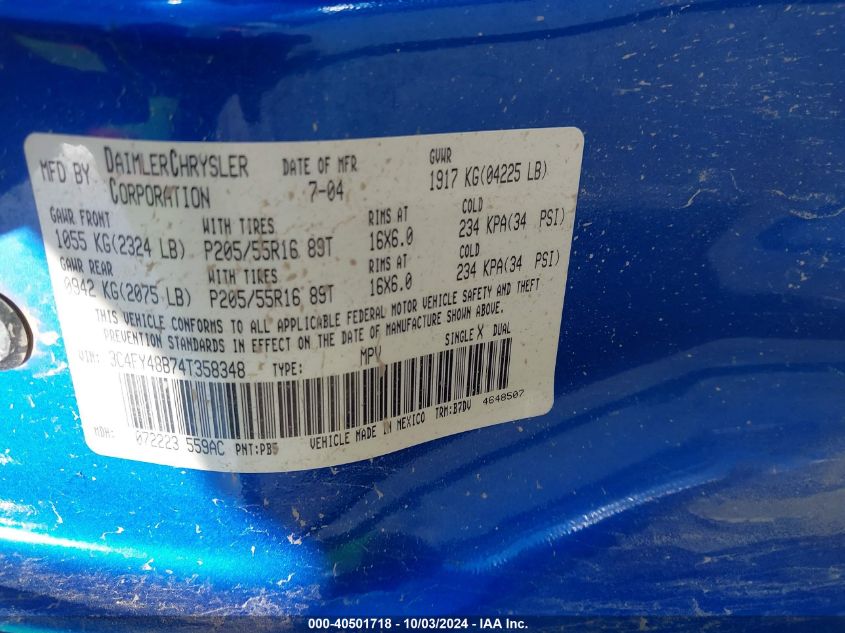 MFD BY DAIMLERCHRYSLER CORPORATION
DATE OF MFR 7-04
GVWR 1917 KG(04225 LB)
GAWR FRONT WITH TIRES RIMS AT COLD
1055 KG(2324 LB) P205/55R16 89T 16X6.0 234 KPA(34 PSI)
GAWR REAR WITH TIRES RIMS AT COLD
0942 KG(2075 LB) P205/55R16 89T 16X6.0 234 KPA(34 PSI)
THIS VEHICLE CONFORMS TO ALL APPLICABLE FEDERAL MOTOR VEHICLE SAFETY AND THEFT
PREVENTION STANDARDS IN EFFECT ON THE DATE OF MANUFACTURE SHOWN ABOVE.
VIN: 3C4FY48B74T358348 TYPE: MPV SINGLE X DUAL
MDH: 072223 559AC PNT:PB5 VEHICLE MADE IN MEXICO TRM:B7DV 4648507
000-40501718 - 10/03/2024 - IAA Inc.